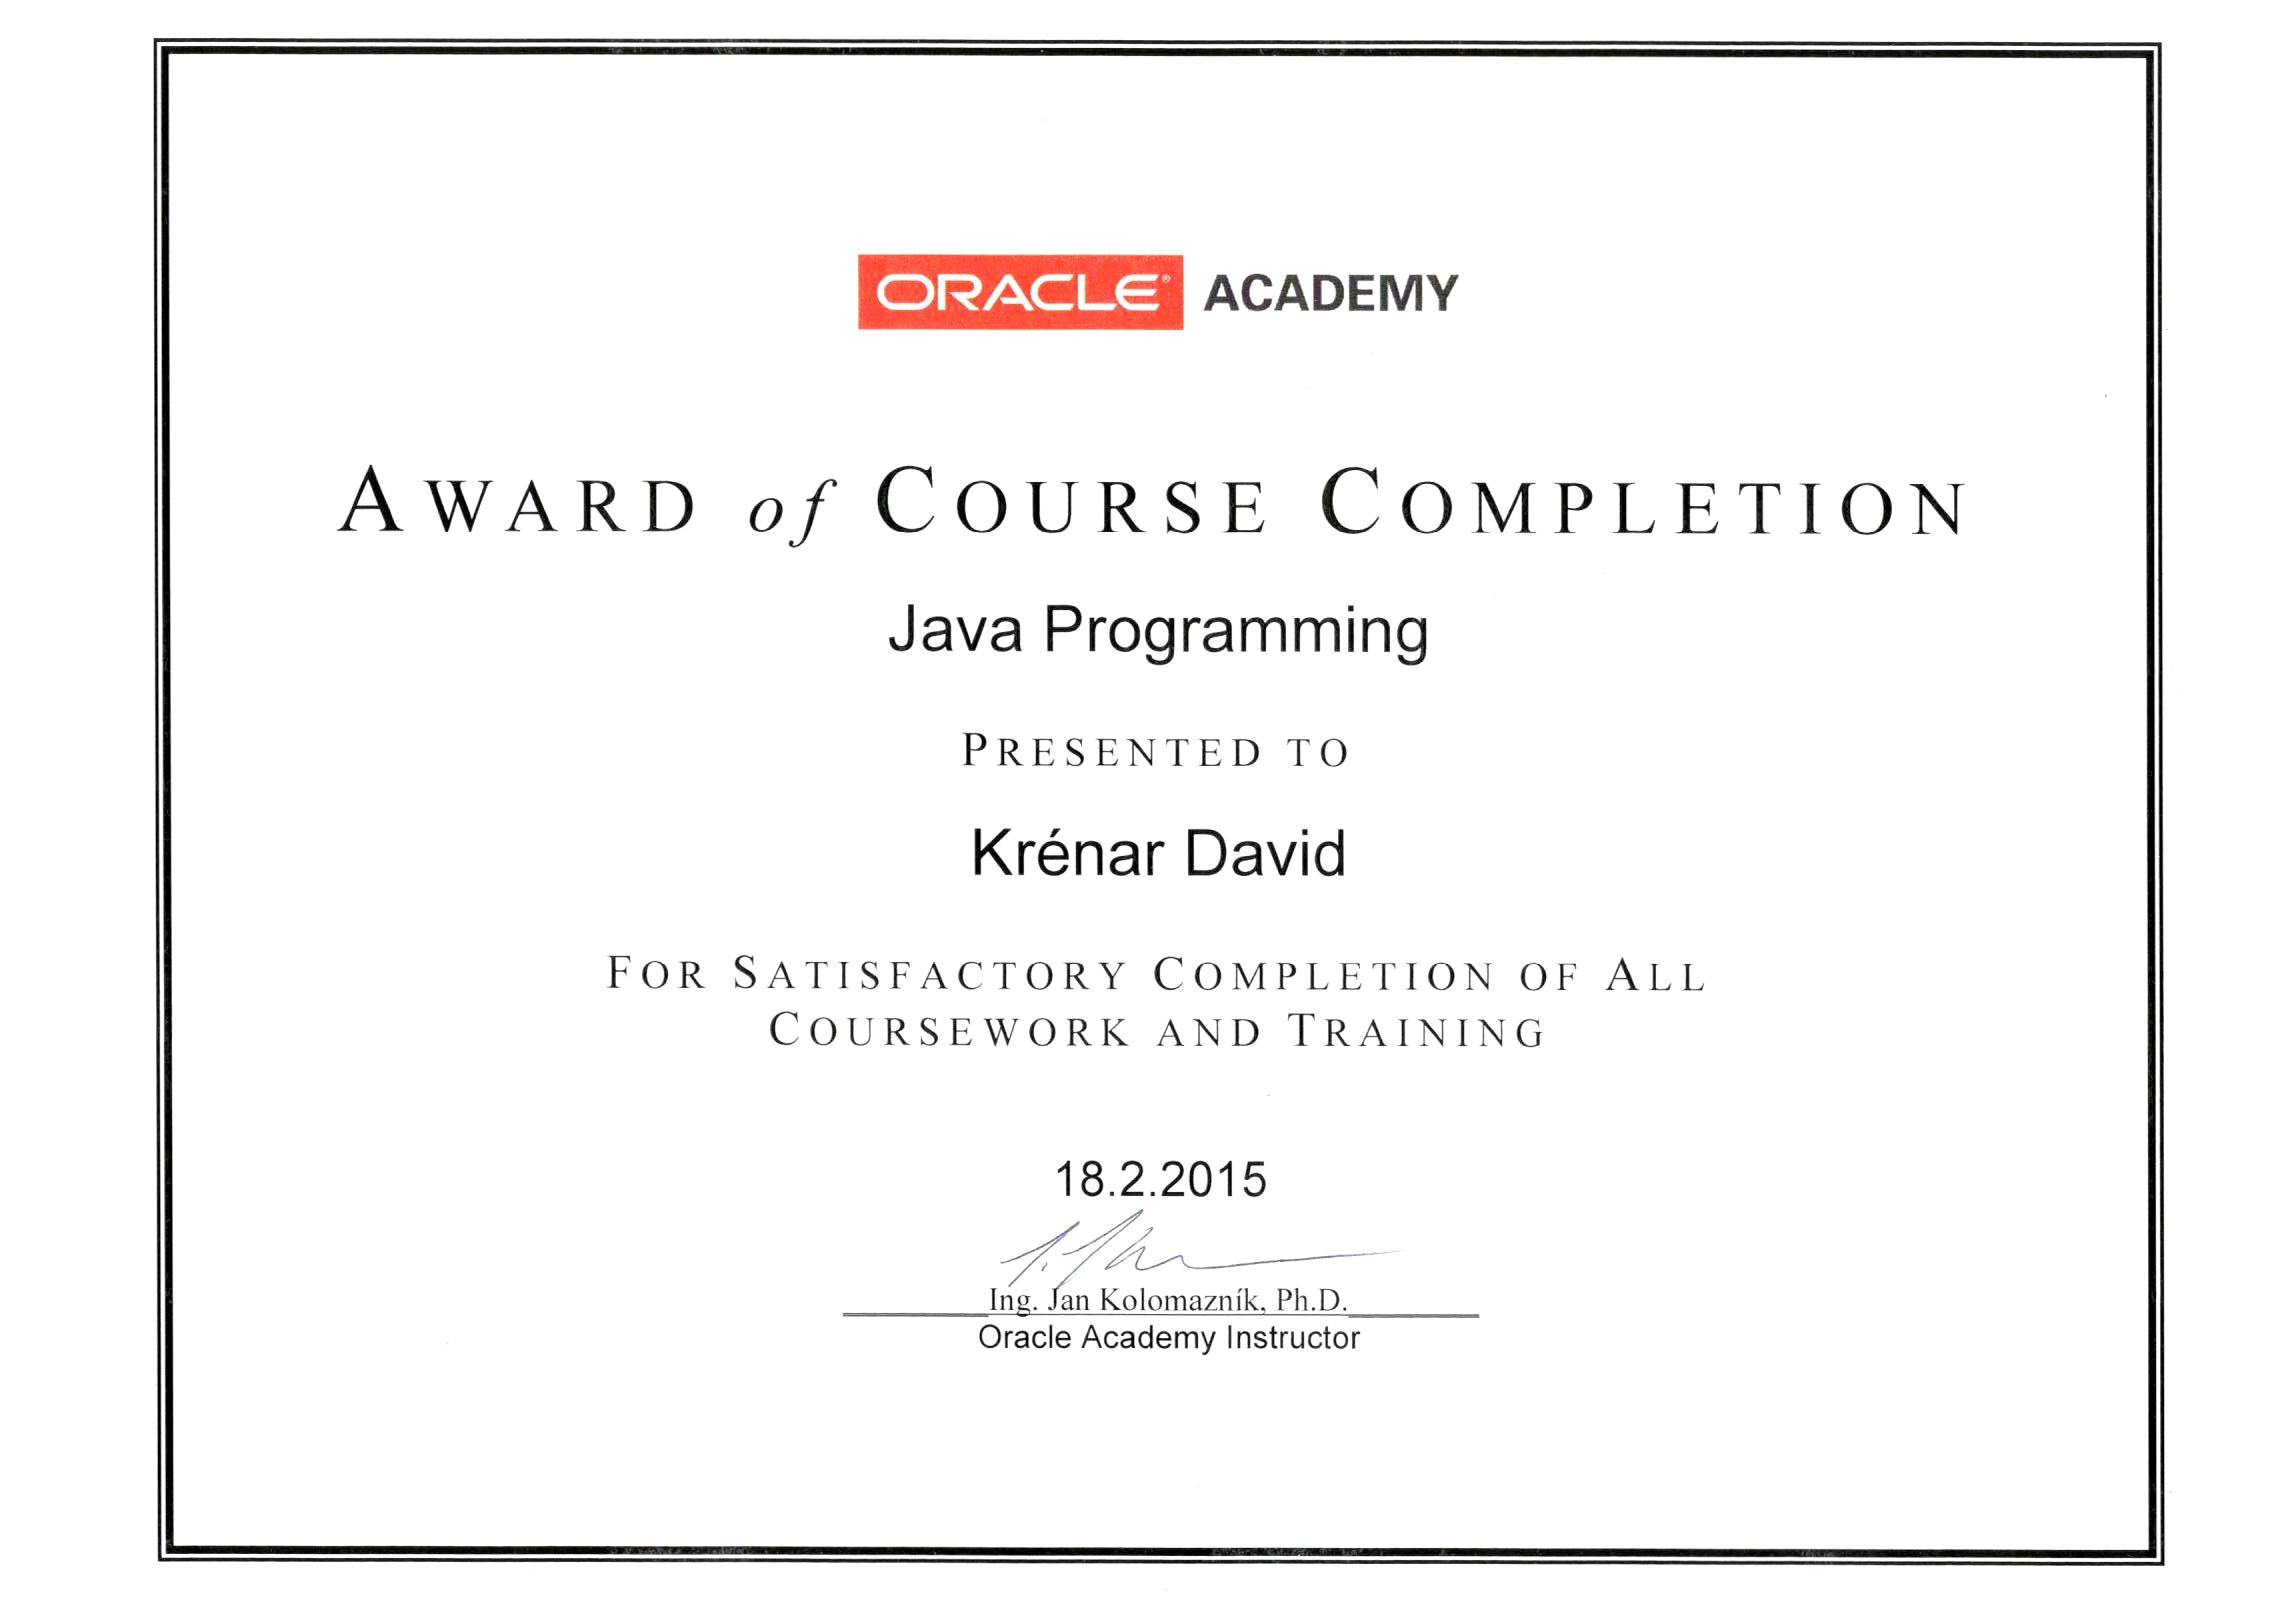 ORACLE® ACADEMY
AWARD of COURSE COMPLETION
Java Programming
PRESENTED TO
Krénar David
FOR SATISFACTORY COMPLETION OF ALL
COURSEWORK AND TRAINING
18.2.2015
Ing. Jan Kolomazník, Ph.D.
Oracle Academy Instructor